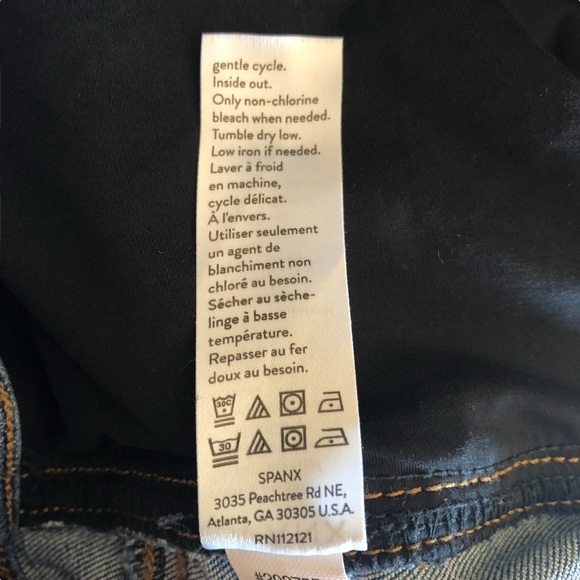 gentle cycle.
Inside out.
Only non-chlorine
bleach when needed.
Tumble dry low.
Low iron if needed.
Laver à froid
en machine,
cycle délicat.
À l'envers.
Utiliser seulement
un agent de
blanchiment non
chloré au besoin.
Sécher au sèche-
linge à basse
température.
Repasser au fer
doux au besoin.
30C
30
SPANX
3035 Peachtree Rd NE,
Atlanta, GA 30305 U.S.A.
RN112121